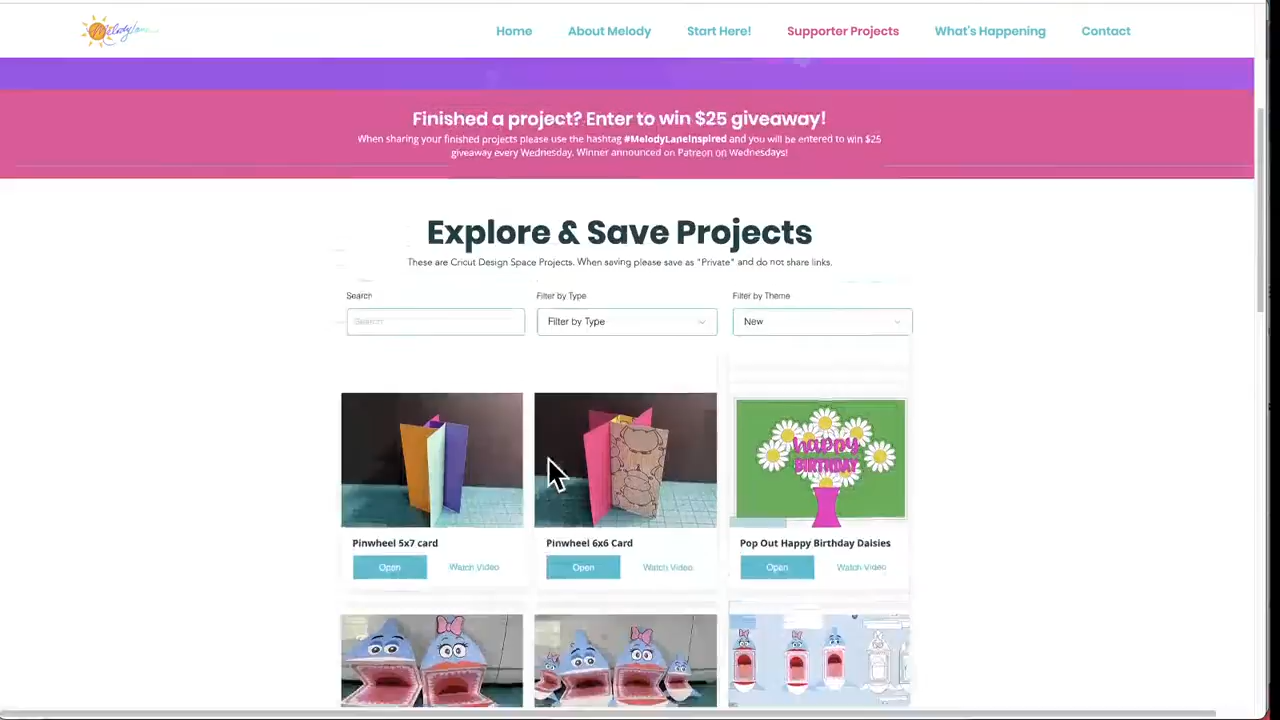 Melody Lane
Home
About Melody
Start Here!
Supporter Projects
What's Happening
Contact
Finished a project? Enter to win $25 giveaway!
When sharing your finished projects please use the hashtag #MelodyLaneInspired and you will be entered to win $25
giveaway every Wednesday. Winner announced on Patreon on Wednesdays!
Explore & Save Projects
These are Cricut Design Space Projects. When saving please save as "Private" and do not share links.
Search
Filter by Type
Filter by Theme
Search
Filter by Type
New
happy
BIRTHDAY
Pinwheel 5x7 card
Pinwheel 6x6 Card
Pop Out Happy Birthday Daisies
Open
Watch Video
Open
Watch Video
Open
Watch Video